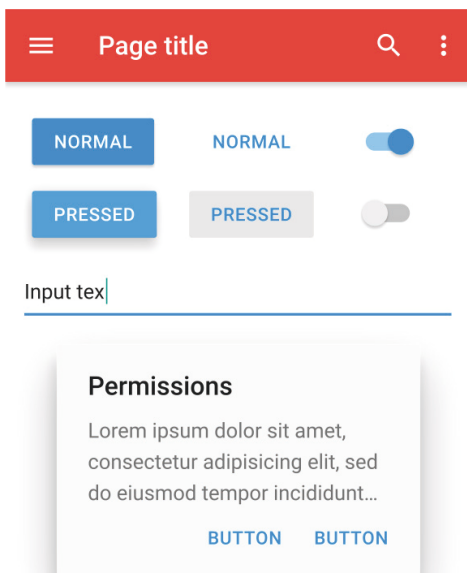 Page title
NORMAL NORMAL
PRESSED PRESSED
Input tex
Permissions
Lorem ipsum dolor sit amet,
consectetur adipisicing elit, sed
do eiusmod tempor incididunt…
BUTTON BUTTON